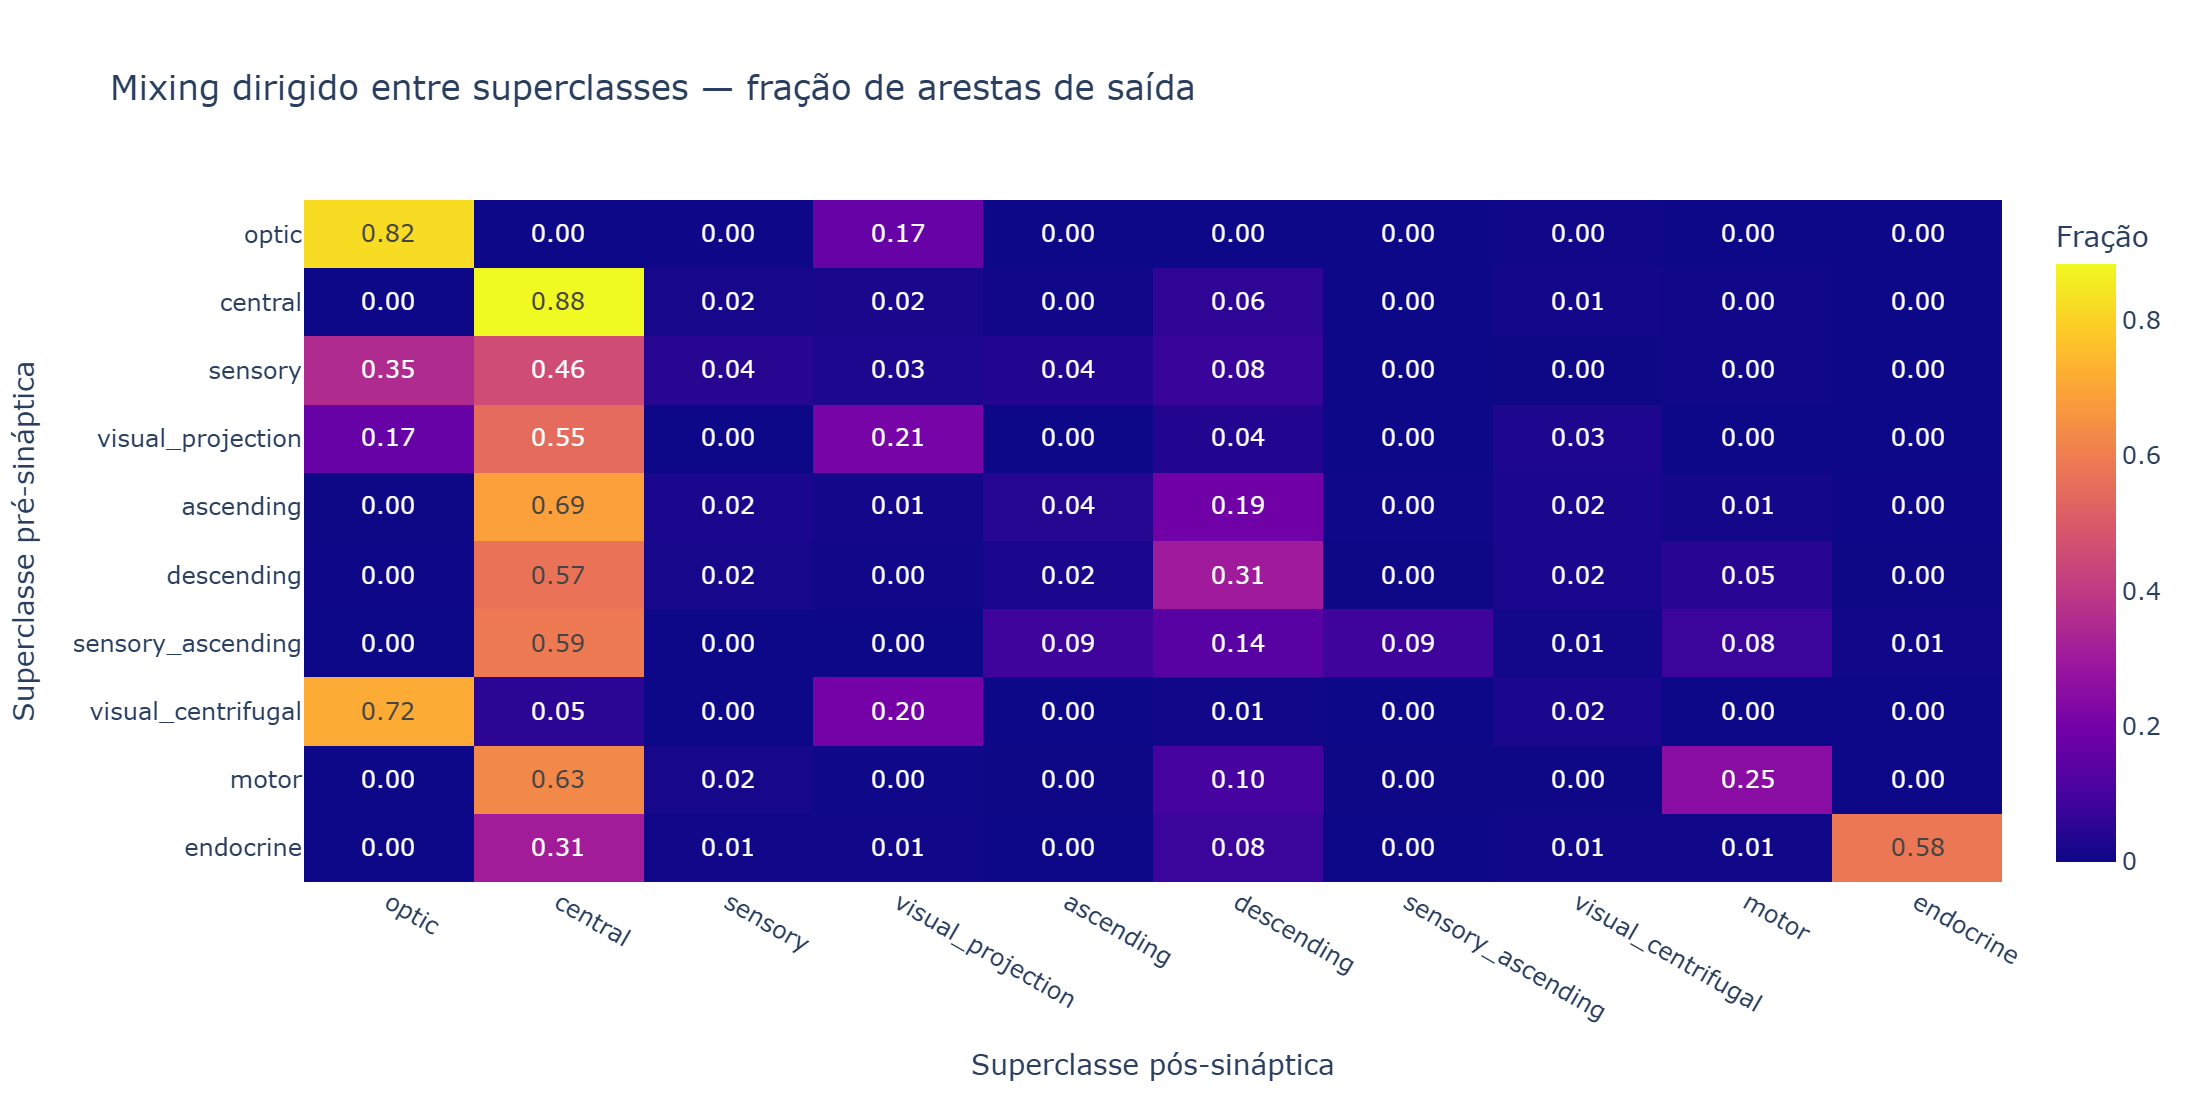 Mixing dirigido entre superclasses — fração de arestas de saída
Fração
optic 0.82 0.00 0.00 0.17 0.00 0.00 0.00 0.00 0.00 0.00
central 0.00 0.88 0.02 0.02 0.00 0.06 0.00 0.01 0.00 0.00
sensory 0.35 0.46 0.04 0.03 0.04 0.08 0.00 0.00 0.00 0.00
visual_projection 0.17 0.55 0.00 0.21 0.00 0.04 0.00 0.03 0.00 0.00
ascending 0.00 0.69 0.02 0.01 0.04 0.19 0.00 0.02 0.01 0.00
descending 0.00 0.57 0.02 0.00 0.02 0.31 0.00 0.02 0.05 0.00
sensory_ascending 0.00 0.59 0.00 0.00 0.09 0.14 0.09 0.01 0.08 0.01
visual_centrifugal 0.72 0.05 0.00 0.20 0.00 0.01 0.00 0.02 0.00 0.00
motor 0.00 0.63 0.02 0.00 0.00 0.10 0.00 0.00 0.25 0.00
endocrine 0.00 0.31 0.01 0.01 0.00 0.08 0.00 0.01 0.01 0.58
0.8
0.6
0.4
0.2
0
Superclasse pré-sináptica
optic central sensory visual_projection ascending descending sensory_ascending visual_centrifugal motor endocrine
Superclasse pós-sináptica